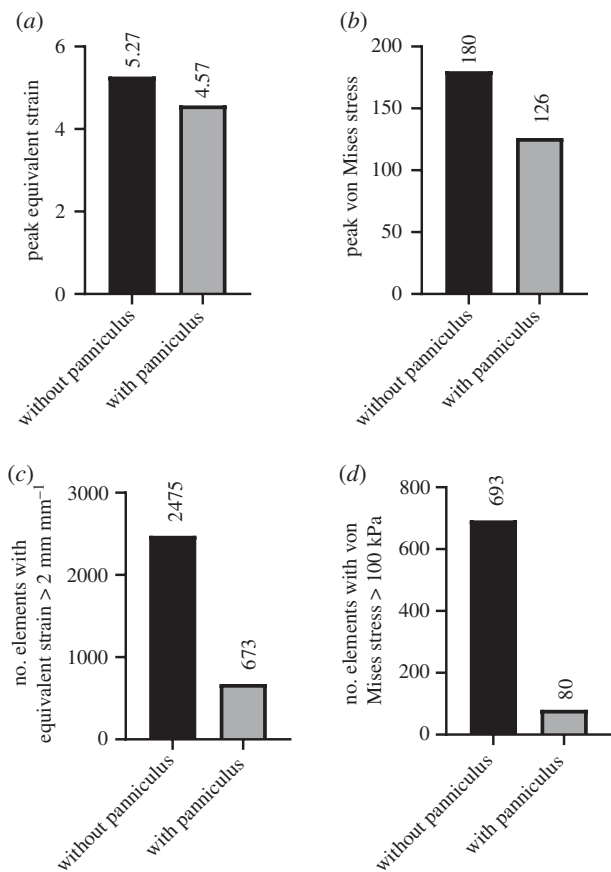 (a)
peak equivalent strain
6
4
2
0
5.27
4.57
without panniculus
with panniculus
(b)
peak von Mises stress
200
150
100
50
0
180
126
without panniculus
with panniculus
(c)
no. elements with
equivalent strain > 2 mm mm⁻¹
3000
2000
1000
0
2475
673
without panniculus
with panniculus
(d)
no. elements with von
Mises stress > 100 kPa
800
600
400
200
0
693
80
without panniculus
with panniculus